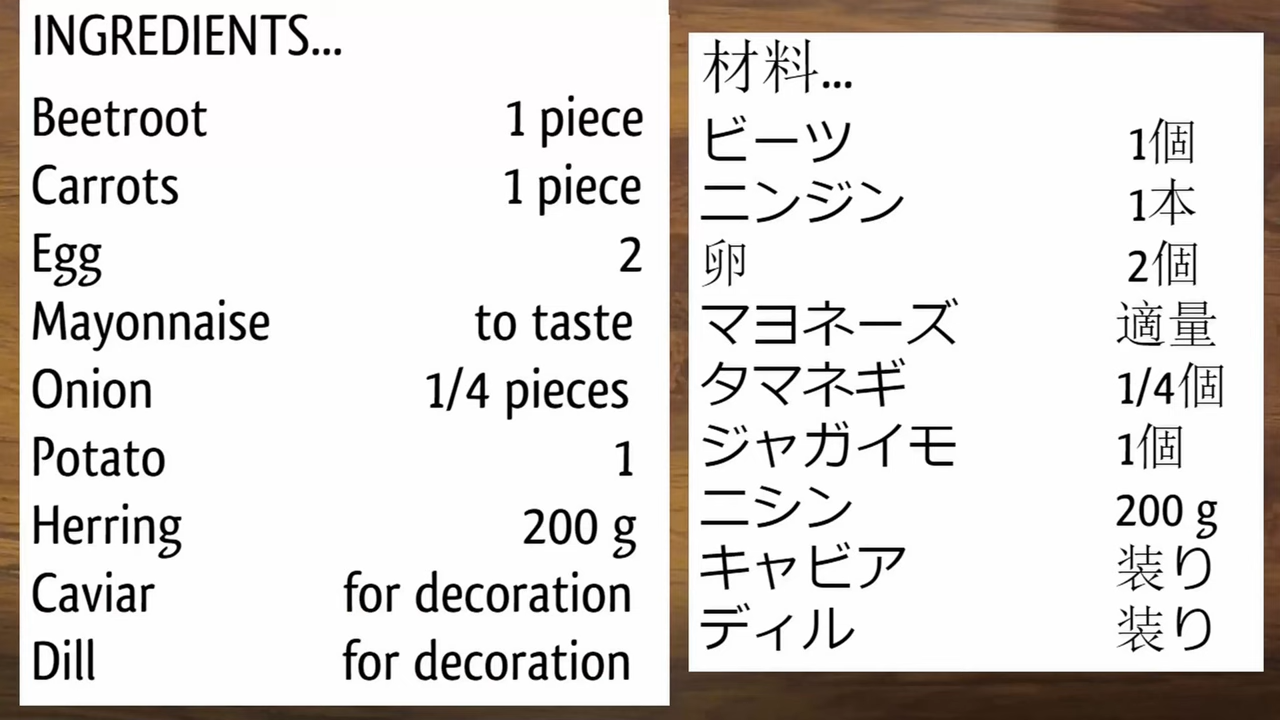 INGREDIENTS...
Beetroot 1 piece
Carrots 1 piece
Egg 2
Mayonnaise to taste
Onion 1/4 pieces
Potato 1
Herring 200 g
Caviar for decoration
Dill for decoration
材料...
ビーツ 1個
ニンジン 1本
卵 2個
マヨネーズ 適量
タマネギ 1/4個
ジャガイモ 1個
ニシン 200 g
キャビア 装り
ディル 装り